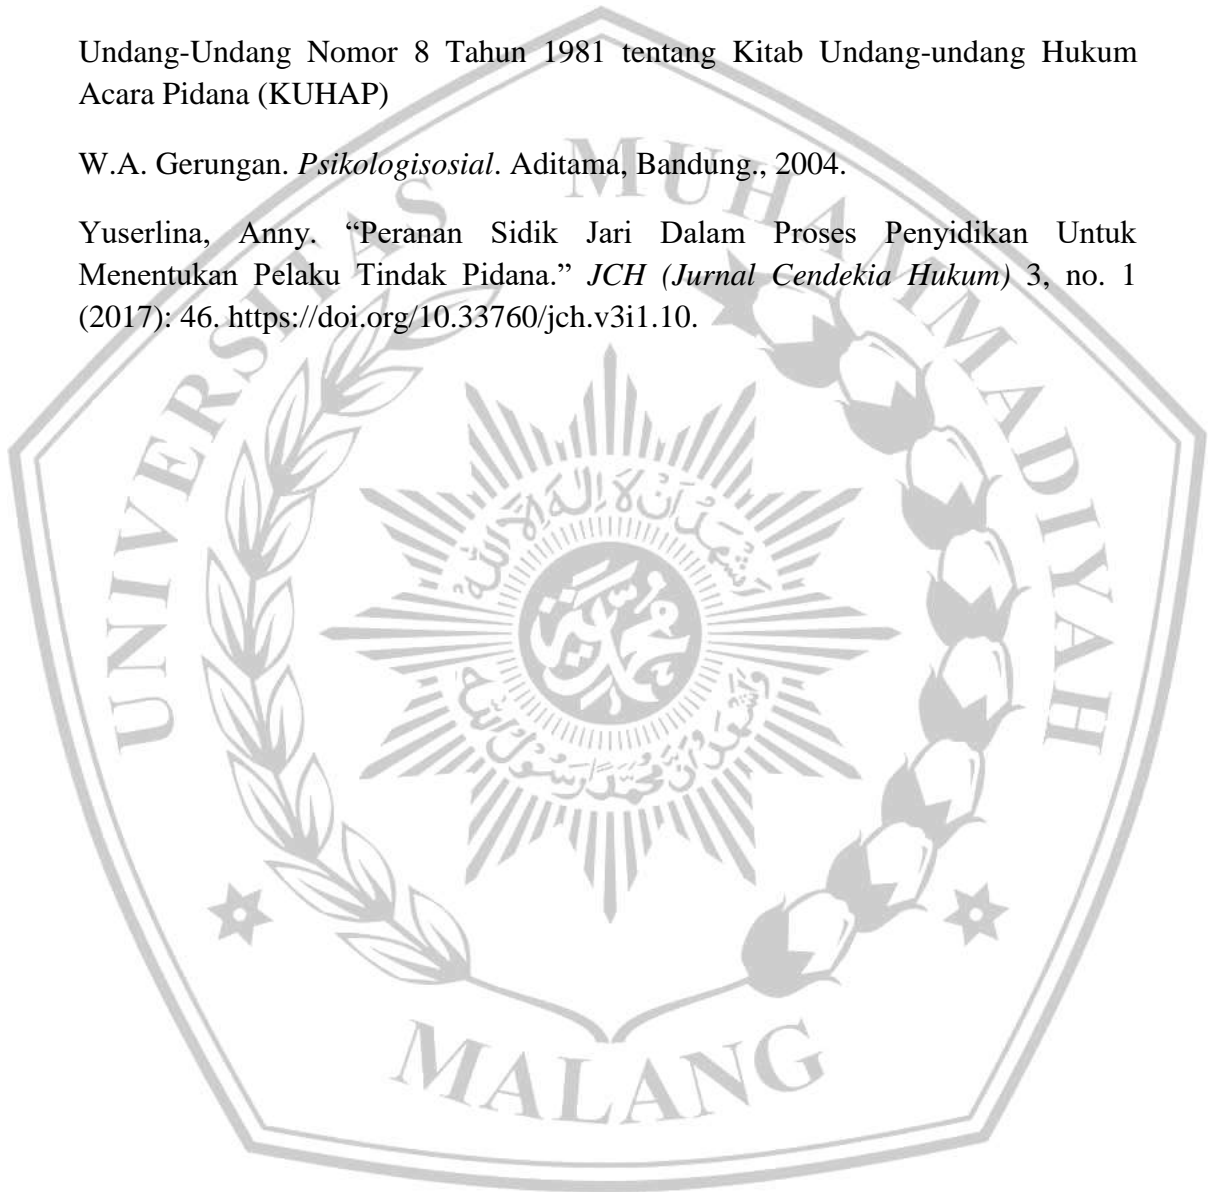 Undang-Undang Nomor 8 Tahun 1981 tentang Kitab Undang-undang Hukum
Acara Pidana (KUHAP)
W.A. Gerungan. Psikologisosial. Aditama, Bandung., 2004.
Yuserlina, Anny. “Peranan Sidik Jari Dalam Proses Penyidikan Untuk
Menentukan Pelaku Tindak Pidana.” JCH (Jurnal Cendekia Hukum) 3, no. 1
(2017): 46. https://doi.org/10.33760/jch.v3i1.10.
UNIVERSITAS MUHAMMADIYAH
MALANG